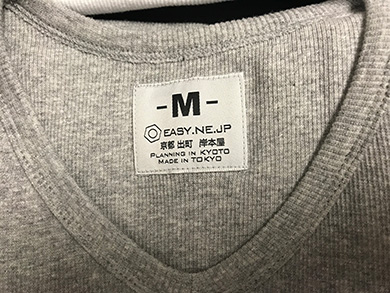 -M-
EASY.NE.JP
京都 出町 岸本屋
PLANNING IN KYOTO
MADE IN TOKYO